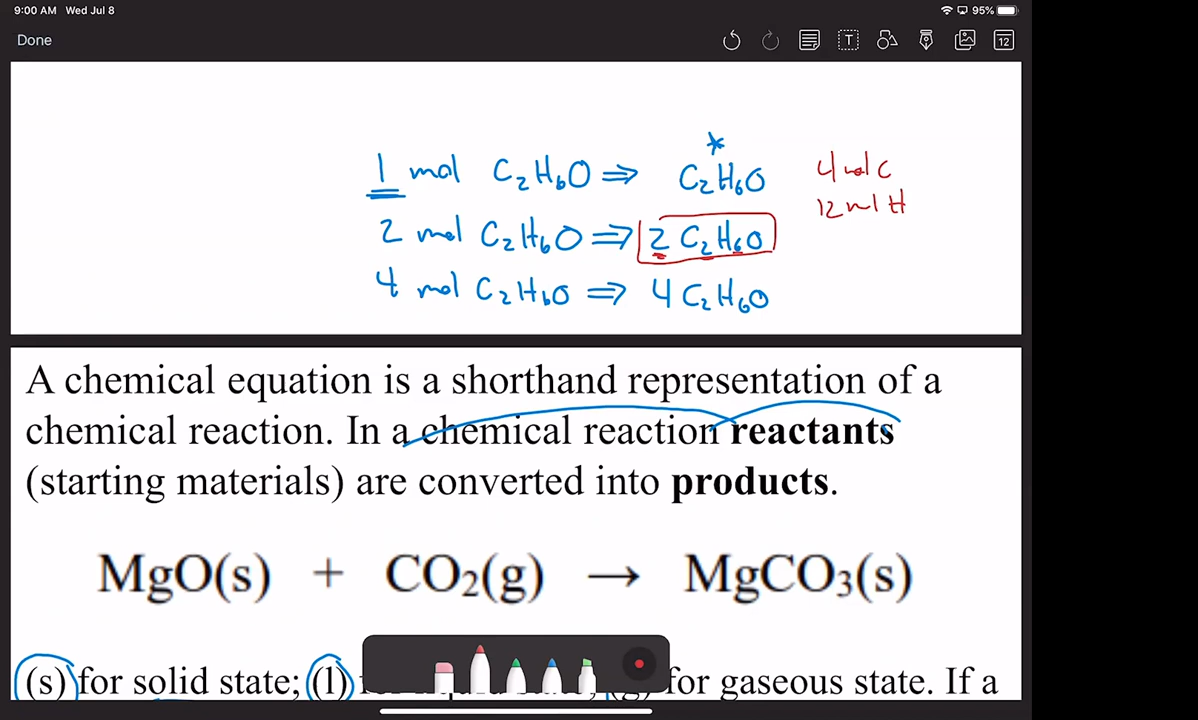 9:00 AM Wed Jul 8
95%
Done
T
12
1 mol C₂H₆O ⇒ C₂H₆O
*
4 mol C
12 mol H
2 mol C₂H₆O ⇒ 2 C₂H₆O
4 mol C₂H₆O ⇒ 4 C₂H₆O
A chemical equation is a shorthand representation of a
chemical reaction. In a chemical reaction reactants
(starting materials) are converted into products.
MgO(s) + CO₂(g) → MgCO₃(s)
(s) for solid state; (l) for gaseous state. If a